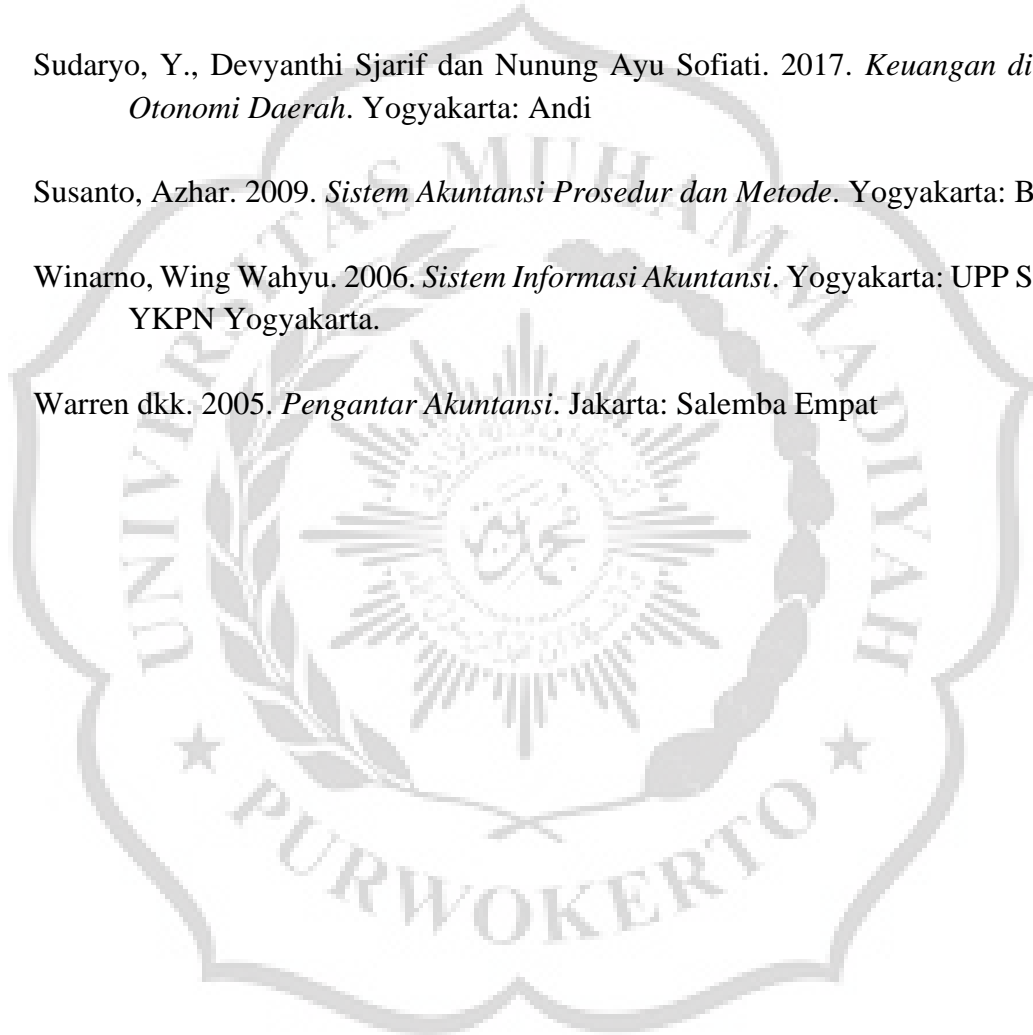 Sudaryo, Y., Devyanthi Sjarif dan Nunung Ayu Sofiati. 2017. Keuangan di
Otonomi Daerah. Yogyakarta: Andi
Susanto, Azhar. 2009. Sistem Akuntansi Prosedur dan Metode. Yogyakarta: B
Winarno, Wing Wahyu. 2006. Sistem Informasi Akuntansi. Yogyakarta: UPP S
YKPN Yogyakarta.
Warren dkk. 2005. Pengantar Akuntansi. Jakarta: Salemba Empat
UNIVERSITAS MUHAMMADIYAH
PURWOKERTO